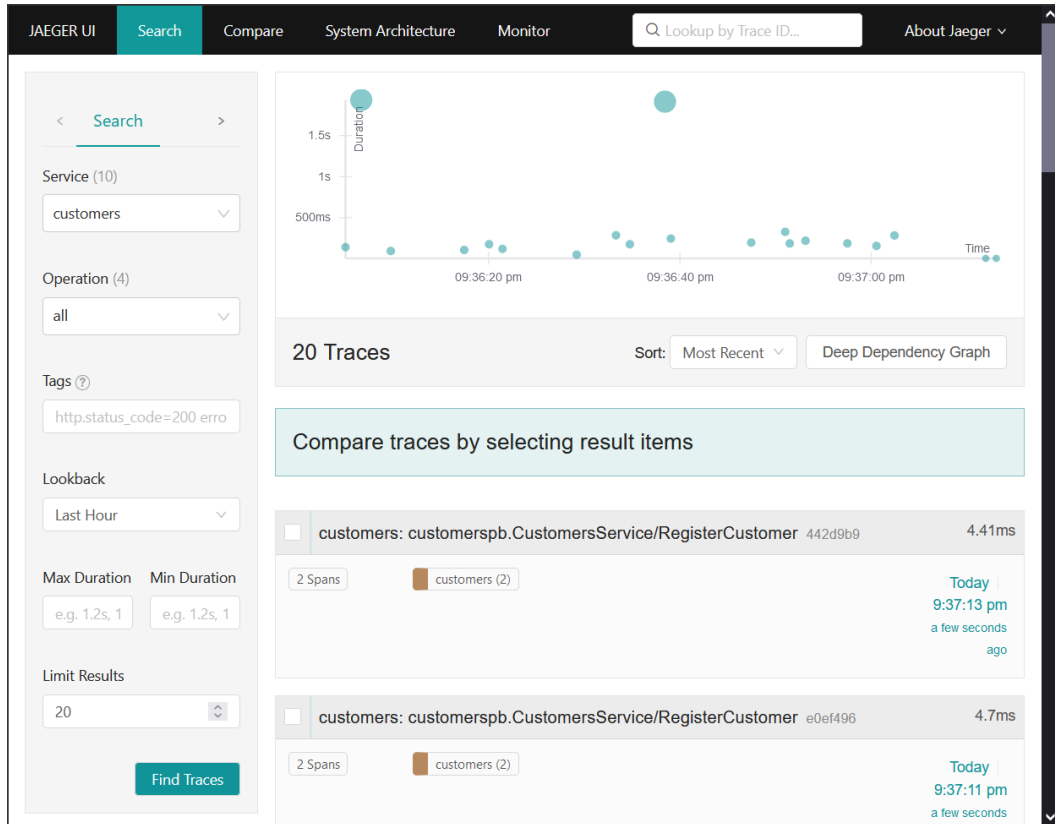 JAEGER UI Search Compare System Architecture Monitor Lookup by Trace ID... About Jaeger
Search
Service (10)
customers
Operation (4)
all
Tags ?
http.status_code=200 erro
Lookback
Last Hour
Max Duration Min Duration
e.g. 1.2s, 1 e.g. 1.2s, 1
Limit Results
20
Find Traces
Duration
1.5s
1s
500ms
Time
09:36:20 pm 09:36:40 pm 09:37:00 pm
20 Traces Sort: Most Recent Deep Dependency Graph
Compare traces by selecting result items
customers: customerspb.CustomersService/RegisterCustomer 442d9b9 4.41ms
2 Spans customers (2) Today
9:37:13 pm
a few seconds
ago
customers: customerspb.CustomersService/RegisterCustomer e0ef496 4.7ms
2 Spans customers (2) Today
9:37:11 pm
a few seconds